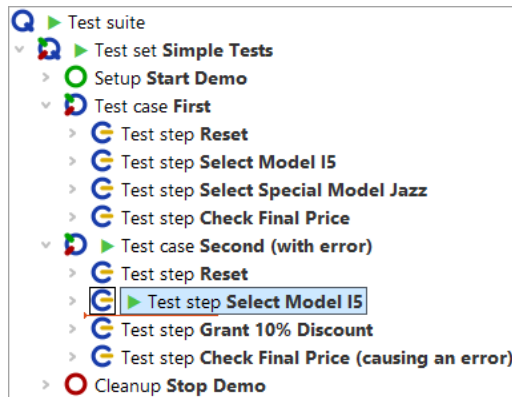 Test suite
Test set Simple Tests
Setup Start Demo
Test case First
Test step Reset
Test step Select Model I5
Test step Select Special Model Jazz
Test step Check Final Price
Test case Second (with error)
Test step Reset
Test step Select Model I5
Test step Grant 10% Discount
Test step Check Final Price (causing an error)
Cleanup Stop Demo